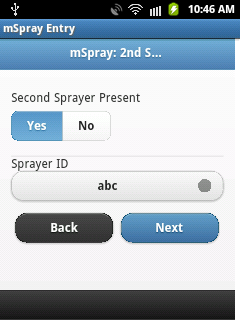 10:46 AM
mSpray Entry
mSpray: 2nd S...
Second Sprayer Present
Yes No
Sprayer ID
abc
Back Next